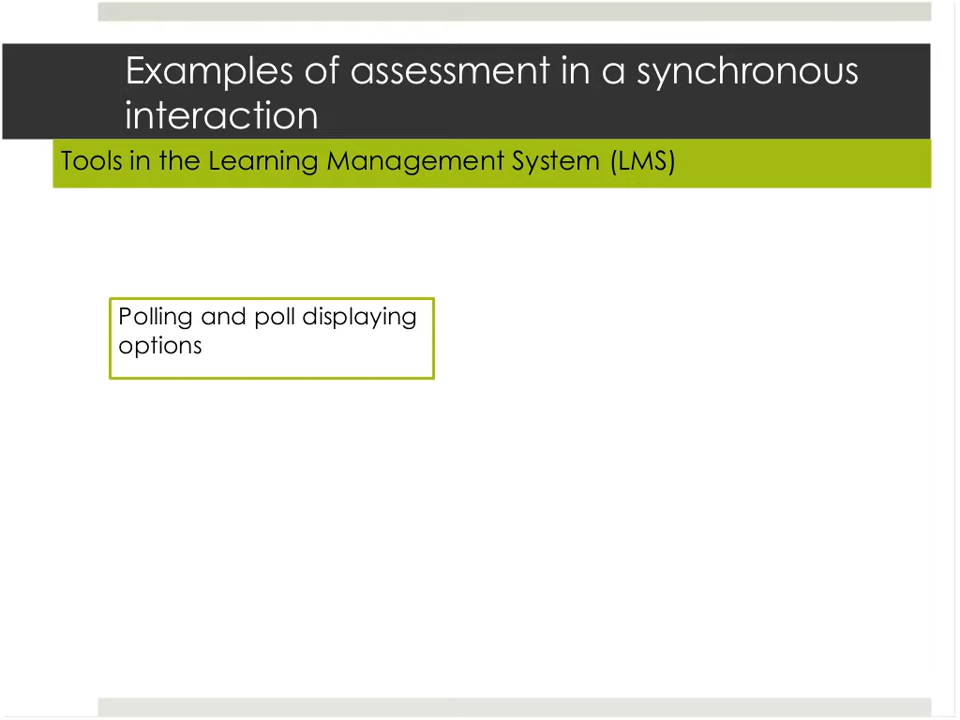 Examples of assessment in a synchronous
interaction
Tools in the Learning Management System (LMS)
Polling and poll displaying
options